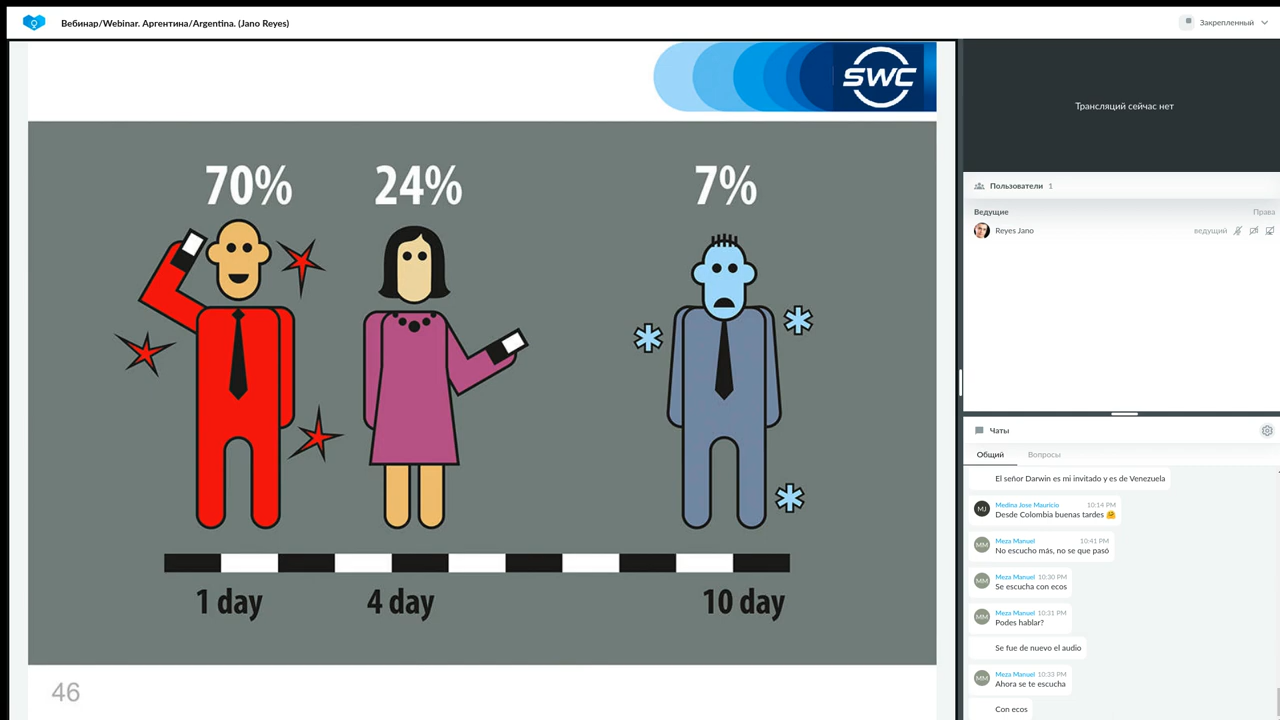 Вебинар/Webinar. Аргентина/Argentina. (Jano Reyes)
Закрепленный
SWC
Трансляций сейчас нет
70% 24% 7%
1 day 4 day 10 day
46
Пользователи 1
Ведущие Права
Reyes Jano ведущий
Чаты
Общий Вопросы
El señor Darwin es mi invitado y es de Venezuela
MJ Medina Jose Mauricio 10:14 PM
Desde Colombia buenas tardes 🤗
MM Meza Manuel 10:41 PM
No escucho más, no se que pasó
MM Meza Manuel 10:30 PM
Se escucha con ecos
MM Meza Manuel 10:31 PM
Podes hablar?
Se fue de nuevo el audio
MM Meza Manuel 10:33 PM
Ahora se te escucha
Con ecos